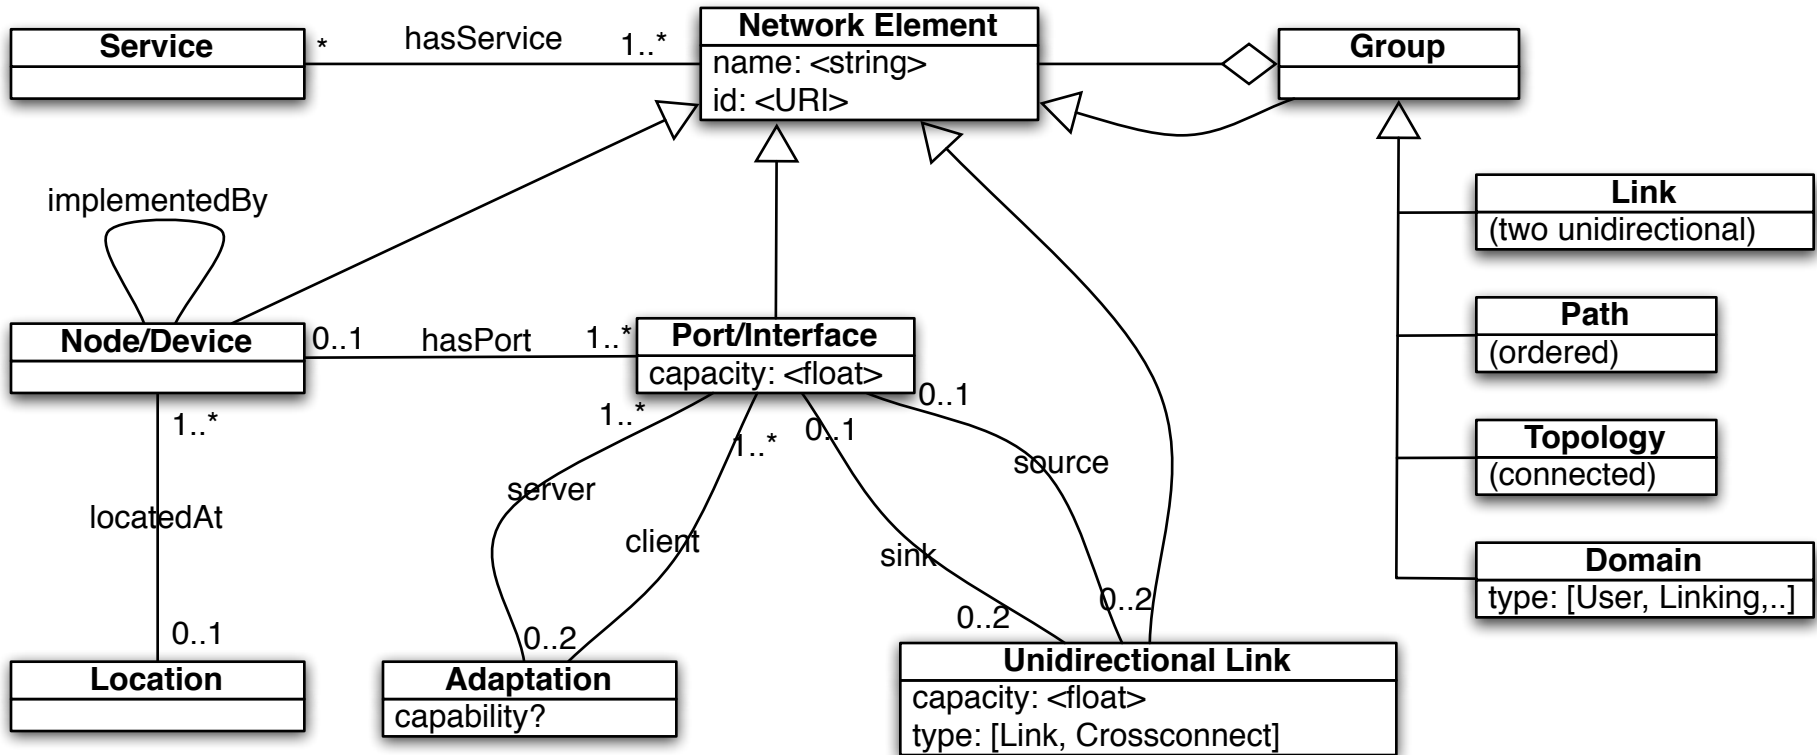 Service
* hasService 1..*
Network Element
name: <string>
id: <URI>
Group
Link
(two unidirectional)
implementedBy
Node/Device
0..1 hasPort 1..*
Port/Interface
capacity: <float>
Path
(ordered)
1..*
1..*
1..*
0..1
0..1
Topology
(connected)
locatedAt
server
client
sink
source
Domain
type: [User, Linking,..]
0..1
0..2
0..2
0..2
Location
Adaptation
capability?
Unidirectional Link
capacity: <float>
type: [Link, Crossconnect]